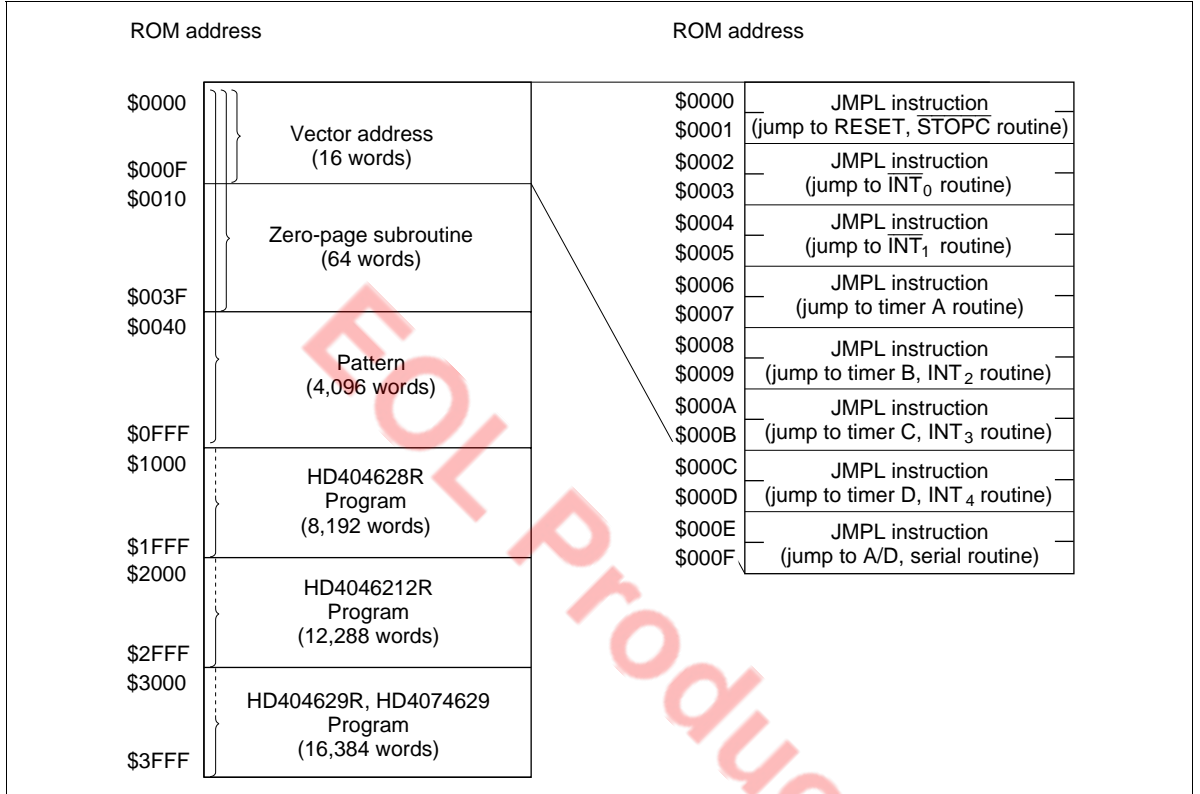 ROM address
$0000
$000F
$0010
$003F
$0040
$0FFF
$1000
$1FFF
$2000
$2FFF
$3000
$3FFF
Vector address
(16 words)
Zero-page subroutine
(64 words)
Pattern
(4,096 words)
HD404628R
Program
(8,192 words)
HD4046212R
Program
(12,288 words)
HD404629R, HD4074629
Program
(16,384 words)
ROM address
$0000
$0001
JMPL instruction
(jump to RESET, STOPC routine)
$0002
$0003
JMPL instruction
(jump to INT0 routine)
$0004
$0005
JMPL instruction
(jump to INT1 routine)
$0006
$0007
JMPL instruction
(jump to timer A routine)
$0008
$0009
JMPL instruction
(jump to timer B, INT2 routine)
$000A
$000B
JMPL instruction
(jump to timer C, INT3 routine)
$000C
$000D
JMPL instruction
(jump to timer D, INT4 routine)
$000E
$000F
JMPL instruction
(jump to A/D, serial routine)
EOL Produc